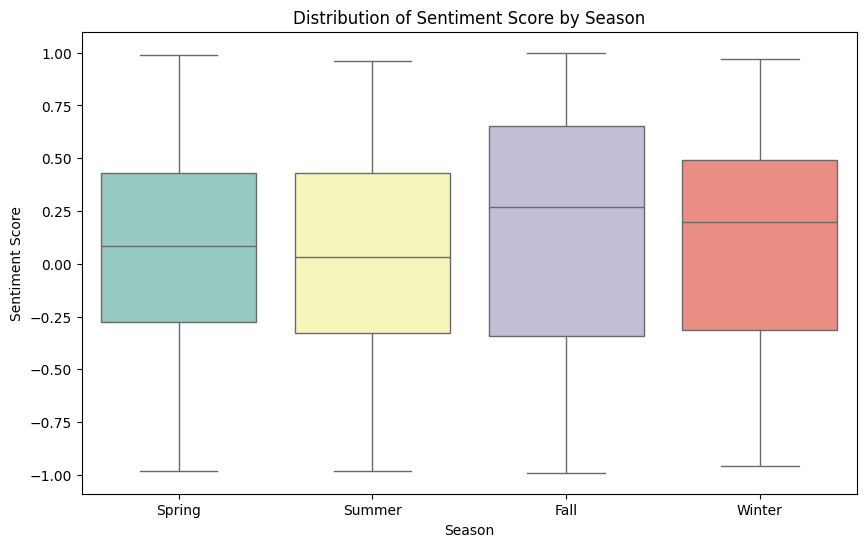 Distribution of Sentiment Score by Season
1.00
0.75
0.50
0.25
0.00
−0.25
−0.50
−0.75
−1.00
Sentiment Score
Spring
Summer
Fall
Winter
Season